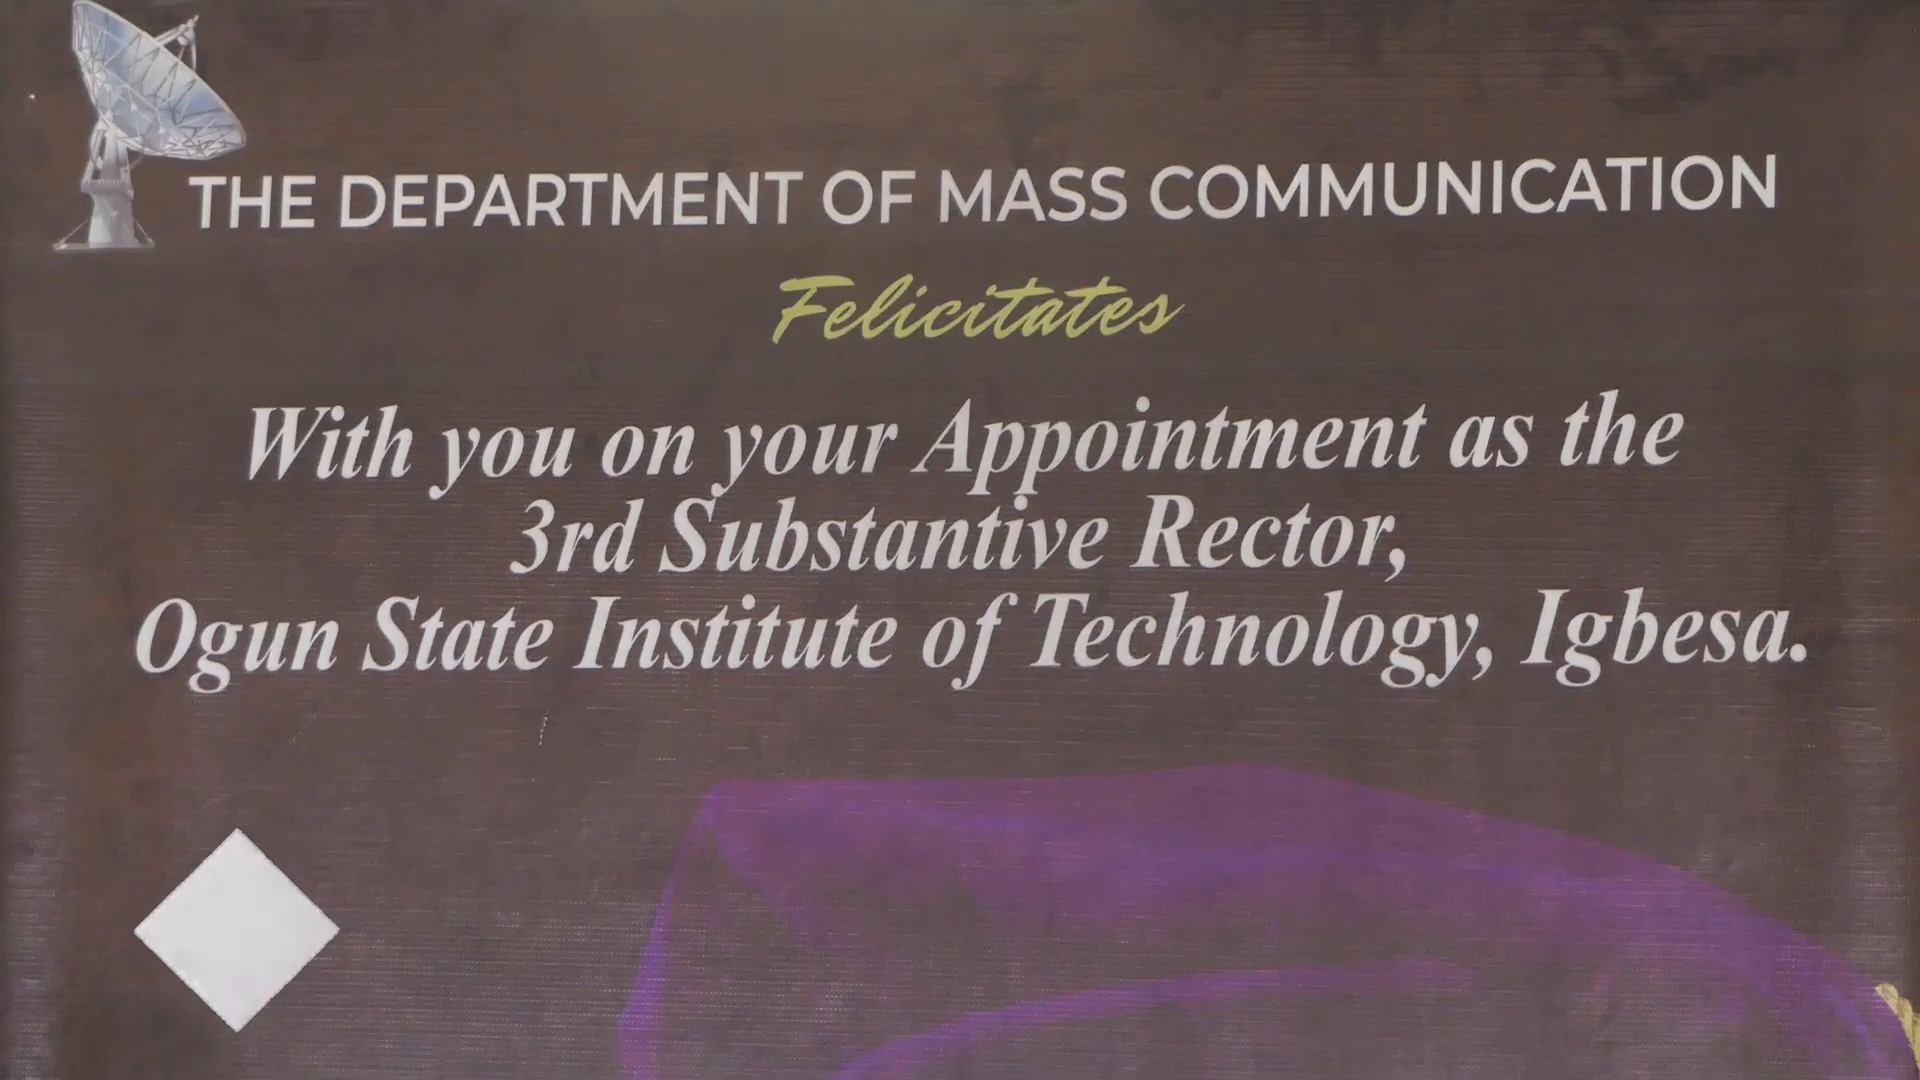 THE DEPARTMENT OF MASS COMMUNICATION
Felicitates
With you on your Appointment as the
3rd Substantive Rector,
Ogun State Institute of Technology, Igbesa.